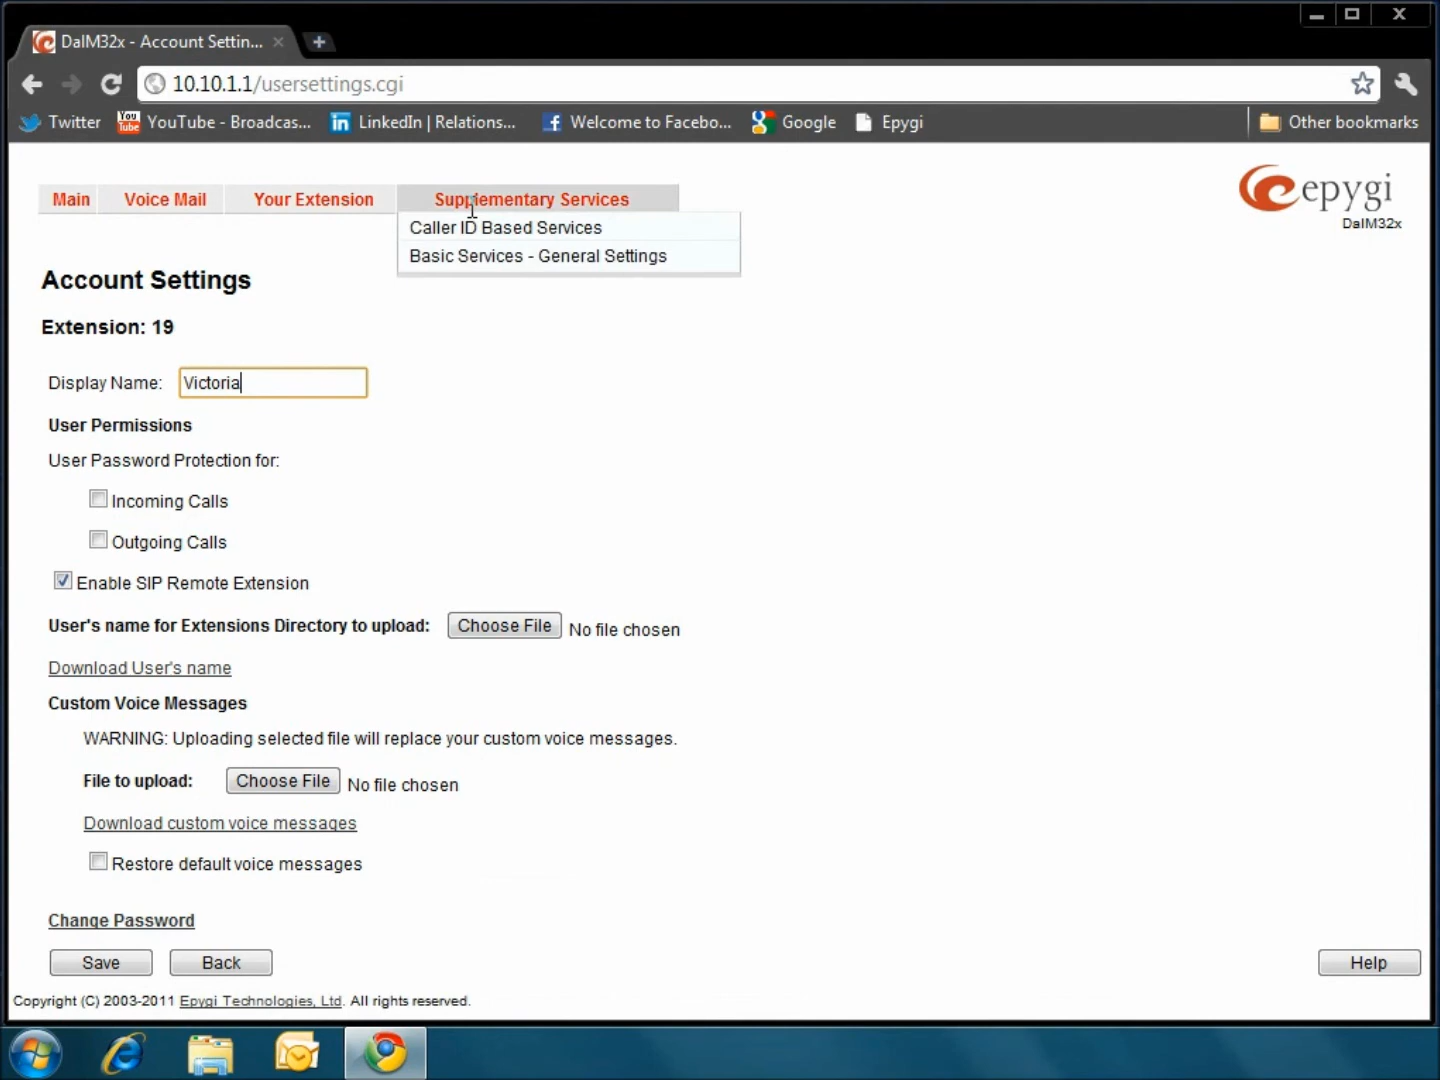 DalM32x - Account Settin...
10.10.1.1/usersettings.cgi
Twitter
You Tube
YouTube - Broadcas...
in
LinkedIn | Relations...
f
Welcome to Facebo...
Google
Epygi
Other bookmarks
Main
Voice Mail
Your Extension
Supplementary Services
epygi
DalM32x
Caller ID Based Services
Basic Services - General Settings
Account Settings
Extension: 19
Display Name: Victoria
User Permissions
User Password Protection for:
Incoming Calls
Outgoing Calls
Enable SIP Remote Extension
User's name for Extensions Directory to upload: Choose File No file chosen
Download User's name
Custom Voice Messages
WARNING: Uploading selected file will replace your custom voice messages.
File to upload: Choose File No file chosen
Download custom voice messages
Restore default voice messages
Change Password
Save
Back
Help
Copyright (C) 2003-2011 Epygi Technologies, Ltd. All rights reserved.